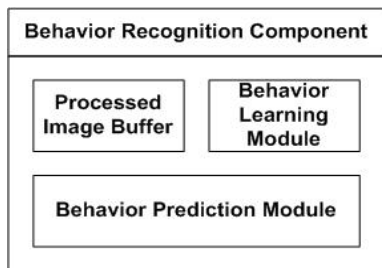 Behavior Recognition Component
Processed
Image Buffer
Behavior
Learning
Module
Behavior Prediction Module